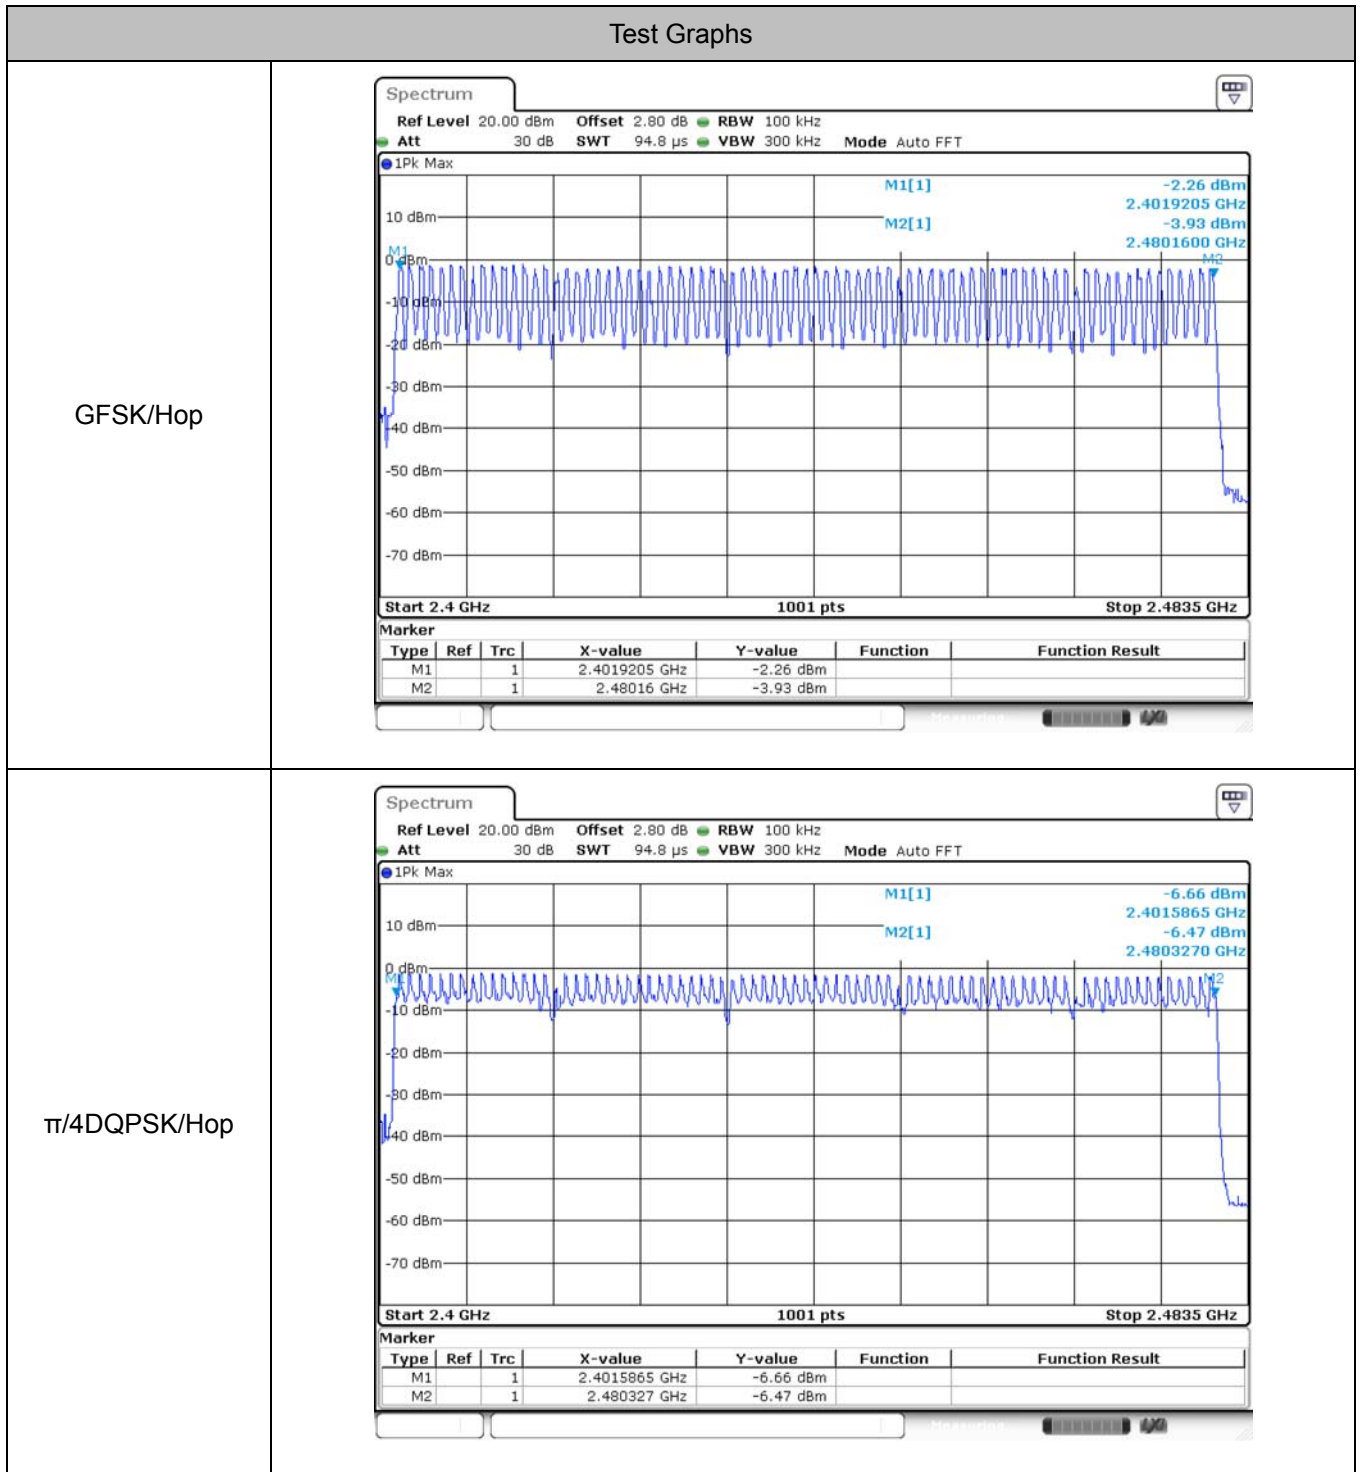 Test Graphs
GFSK/Hop
Spectrum
Ref Level 20.00 dBm Offset 2.80 dB RBW 100 kHz
Att 30 dB SWT 94.8 µs VBW 300 kHz Mode Auto FFT
1Pk Max
M1[1] -2.26 dBm
2.4019205 GHz
10 dBm
M2[1] -3.93 dBm
2.4801600 GHz
M1
M2
0 dBm
-10 dBm
-20 dBm
-30 dBm
-40 dBm
-50 dBm
-60 dBm
-70 dBm
Start 2.4 GHz 1001 pts Stop 2.4835 GHz
Marker
Type Ref Trc X-value Y-value Function Function Result
M1 1 2.4019205 GHz -2.26 dBm
M2 1 2.48016 GHz -3.93 dBm
Measuring
π/4DQPSK/Hop
Spectrum
Ref Level 20.00 dBm Offset 2.80 dB RBW 100 kHz
Att 30 dB SWT 94.8 µs VBW 300 kHz Mode Auto FFT
1Pk Max
M1[1] -6.66 dBm
2.4015865 GHz
10 dBm
M2[1] -6.47 dBm
2.4803270 GHz
0 dBm
M1
M2
-10 dBm
-20 dBm
-30 dBm
-40 dBm
-50 dBm
-60 dBm
-70 dBm
Start 2.4 GHz 1001 pts Stop 2.4835 GHz
Marker
Type Ref Trc X-value Y-value Function Function Result
M1 1 2.4015865 GHz -6.66 dBm
M2 1 2.480327 GHz -6.47 dBm
Measuring